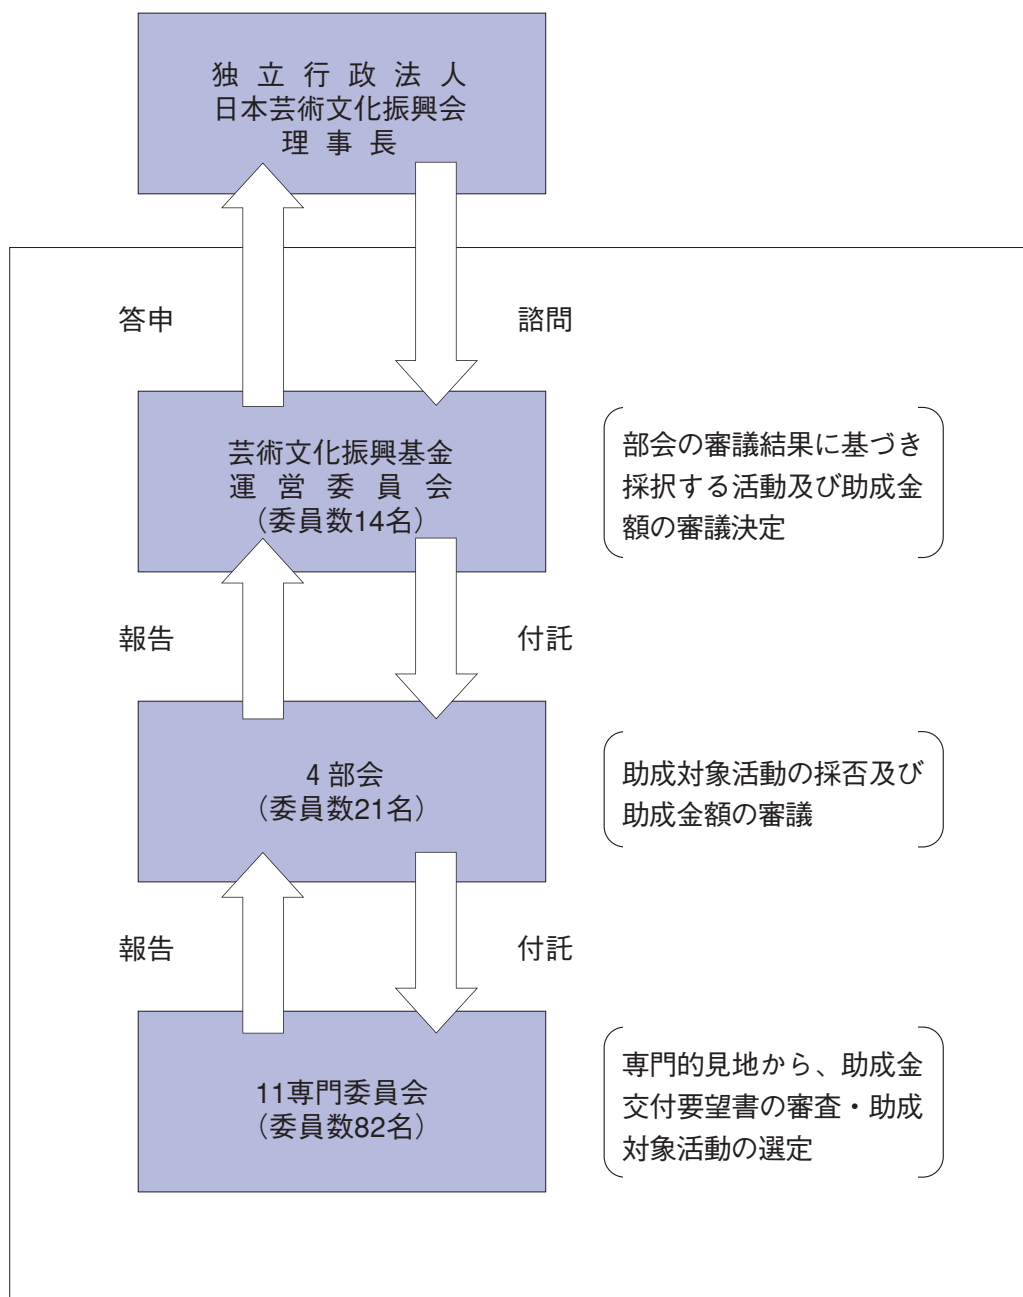 独立行政法人
日本芸術文化振興会
理事長
答申
諮問
芸術文化振興基金
運営委員会
（委員数14名）
部会の審議結果に基づき
採択する活動及び助成金
額の審議決定
報告
付託
4部会
（委員数21名）
助成対象活動の採否及び
助成金額の審議
報告
付託
11専門委員会
（委員数82名）
専門的見地から、助成金
交付要望書の審査・助成
対象活動の選定